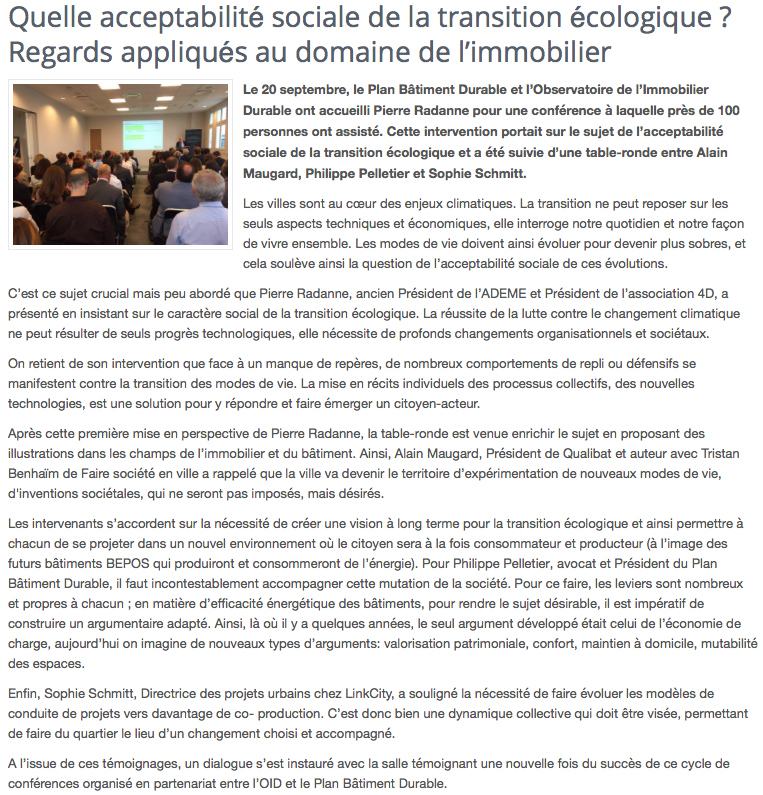 Quelle acceptabilité sociale de la transition écologique ?
Regards appliqués au domaine de l’immobilier
Le 20 septembre, le Plan Bâtiment Durable et l’Observatoire de l’Immobilier
Durable ont accueilli Pierre Radanne pour une conférence à laquelle près de 100
personnes ont assisté. Cette intervention portait sur le sujet de l’acceptabilité
sociale de la transition écologique et a été suivie d’une table-ronde entre Alain
Maugard, Philippe Pelletier et Sophie Schmitt.
Les villes sont au cœur des enjeux climatiques. La transition ne peut reposer sur les
seuls aspects techniques et économiques, elle interroge notre quotidien et notre façon
de vivre ensemble. Les modes de vie doivent ainsi évoluer pour devenir plus sobres, et
cela soulève ainsi la question de l’acceptabilité sociale de ces évolutions.
C’est ce sujet crucial mais peu abordé que Pierre Radanne, ancien Président de l’ADEME et Président de l’association 4D, a
présenté en insistant sur le caractère social de la transition écologique. La réussite de la lutte contre le changement climatique
ne peut résulter de seuls progrès technologiques, elle nécessite de profonds changements organisationnels et sociétaux.
On retient de son intervention que face à un manque de repères, de nombreux comportements de repli ou défensifs se
manifestent contre la transition des modes de vie. La mise en récits individuels des processus collectifs, des nouvelles
technologies, est une solution pour y répondre et faire émerger un citoyen-acteur.
Après cette première mise en perspective de Pierre Radanne, la table-ronde est venue enrichir le sujet en proposant des
illustrations dans les champs de l’immobilier et du bâtiment. Ainsi, Alain Maugard, Président de Qualibat et auteur avec Tristan
Benhaïm de Faire société en ville a rappelé que la ville va devenir le territoire d’expérimentation de nouveaux modes de vie,
d'inventions sociétales, qui ne seront pas imposés, mais désirés.
Les intervenants s’accordent sur la nécessité de créer une vision à long terme pour la transition écologique et ainsi permettre à
chacun de se projeter dans un nouvel environnement où le citoyen sera à la fois consommateur et producteur (à l’image des
futurs bâtiments BEPOS qui produiront et consommeront de l'énergie). Pour Philippe Pelletier, avocat et Président du Plan
Bâtiment Durable, il faut incontestablement accompagner cette mutation de la société. Pour ce faire, les leviers sont nombreux
et propres à chacun ; en matière d’efficacité énergétique des bâtiments, pour rendre le sujet désirable, il est impératif de
construire un argumentaire adapté. Ainsi, là où il y a quelques années, le seul argument développé était celui de l’économie de
charge, aujourd’hui on imagine de nouveaux types d’arguments: valorisation patrimoniale, confort, maintien à domicile, mutabilité
des espaces.
Enfin, Sophie Schmitt, Directrice des projets urbains chez LinkCity, a souligné la nécessité de faire évoluer les modèles de
conduite de projets vers davantage de co- production. C’est donc bien une dynamique collective qui doit être visée, permettant
de faire du quartier le lieu d’un changement choisi et accompagné.
A l’issue de ces témoignages, un dialogue s’est instauré avec la salle témoignant une nouvelle fois du succès de ce cycle de
conférences organisé en partenariat entre l’OID et le Plan Bâtiment Durable.